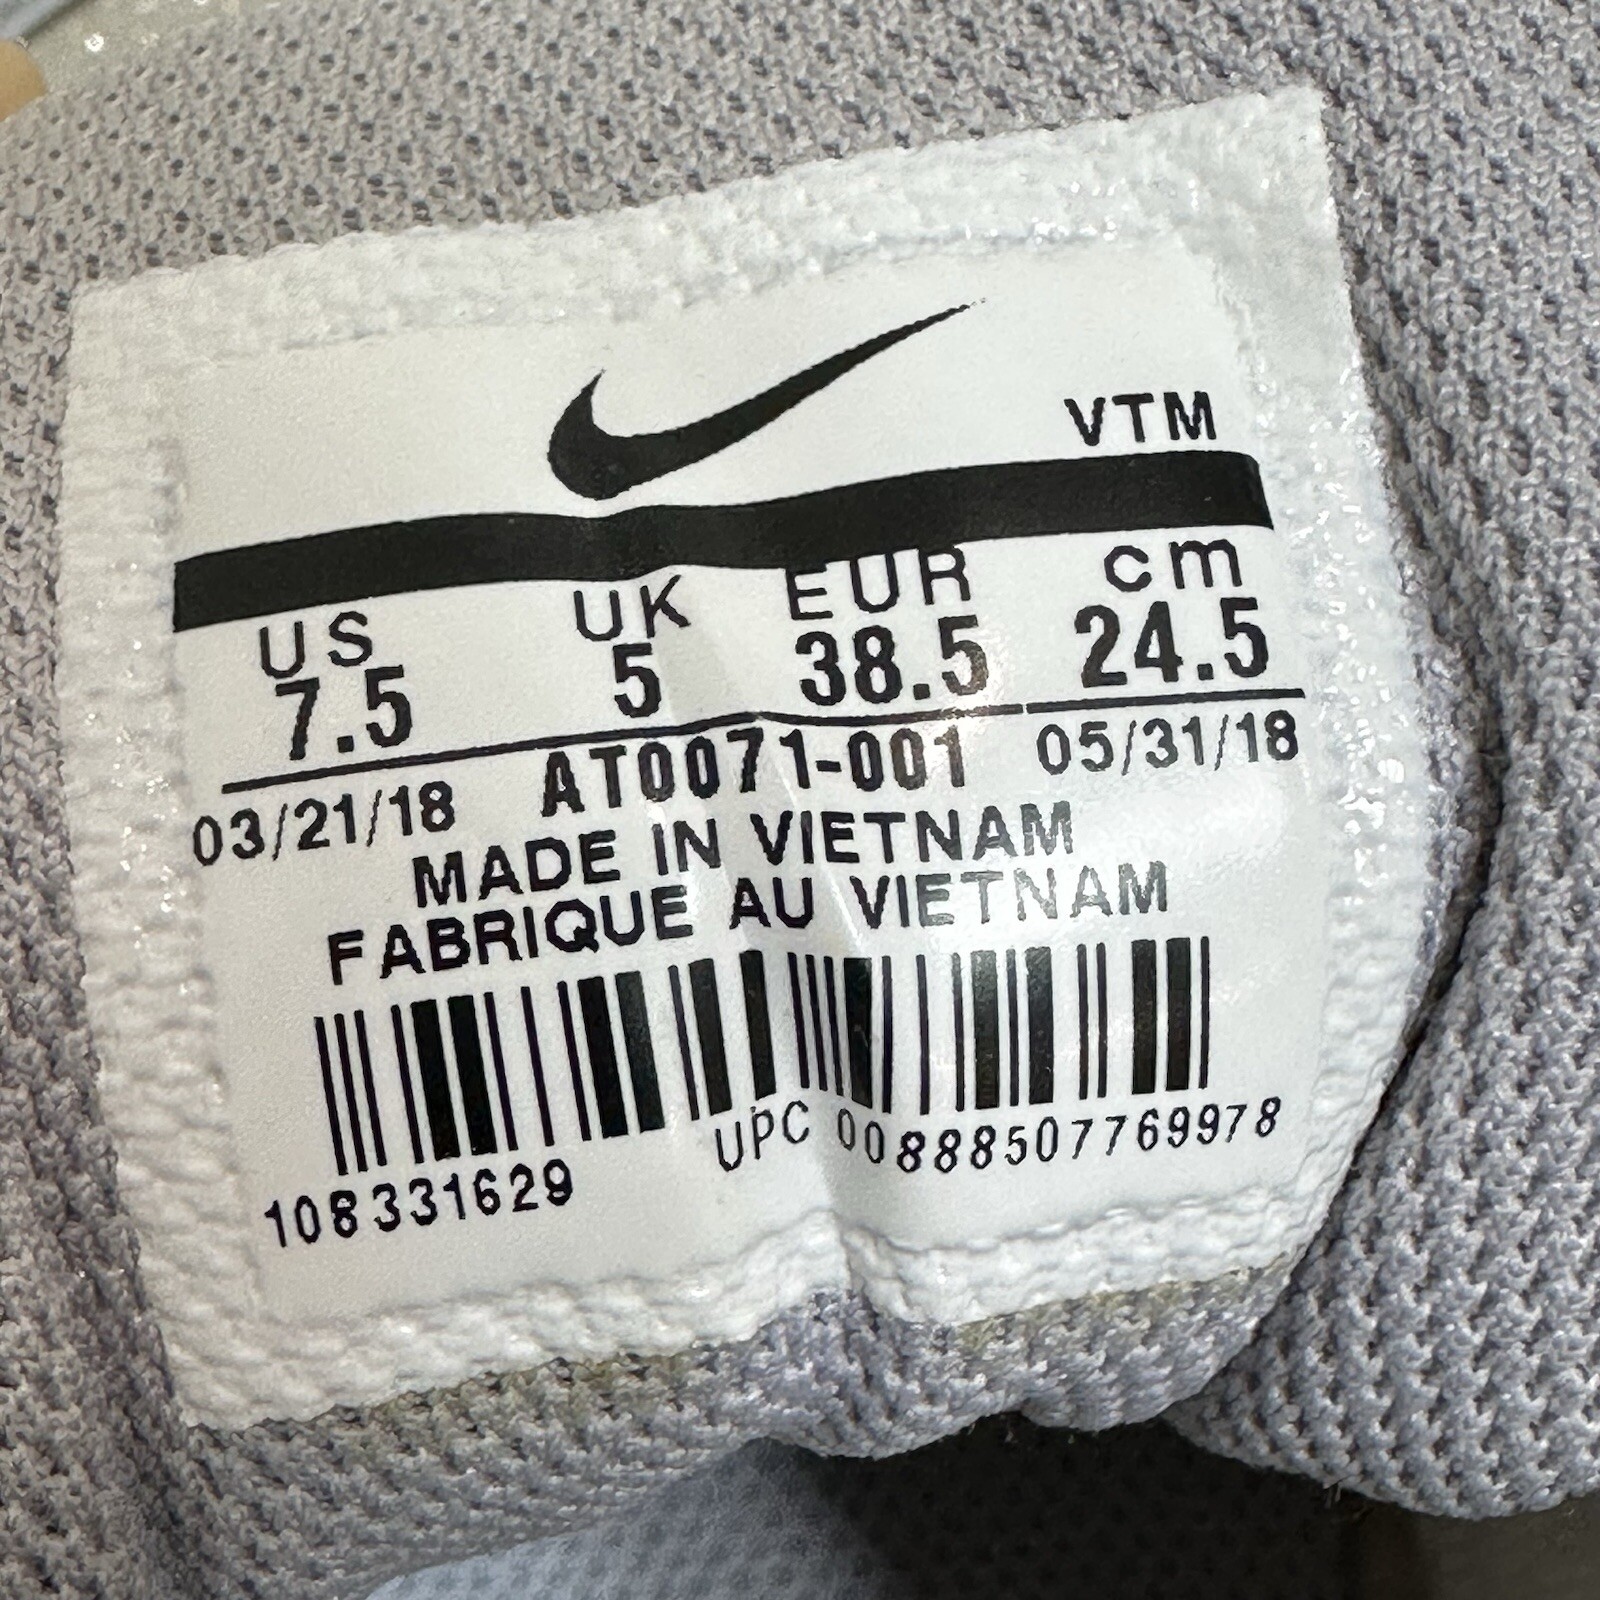 VTM
US UK EUR cm
7.5 5 38.5 24.5
03/21/18 AT0071-001 05/31/18
MADE IN VIETNAM
FABRIQUE AU VIETNAM
108331629 UPC 00888507769978